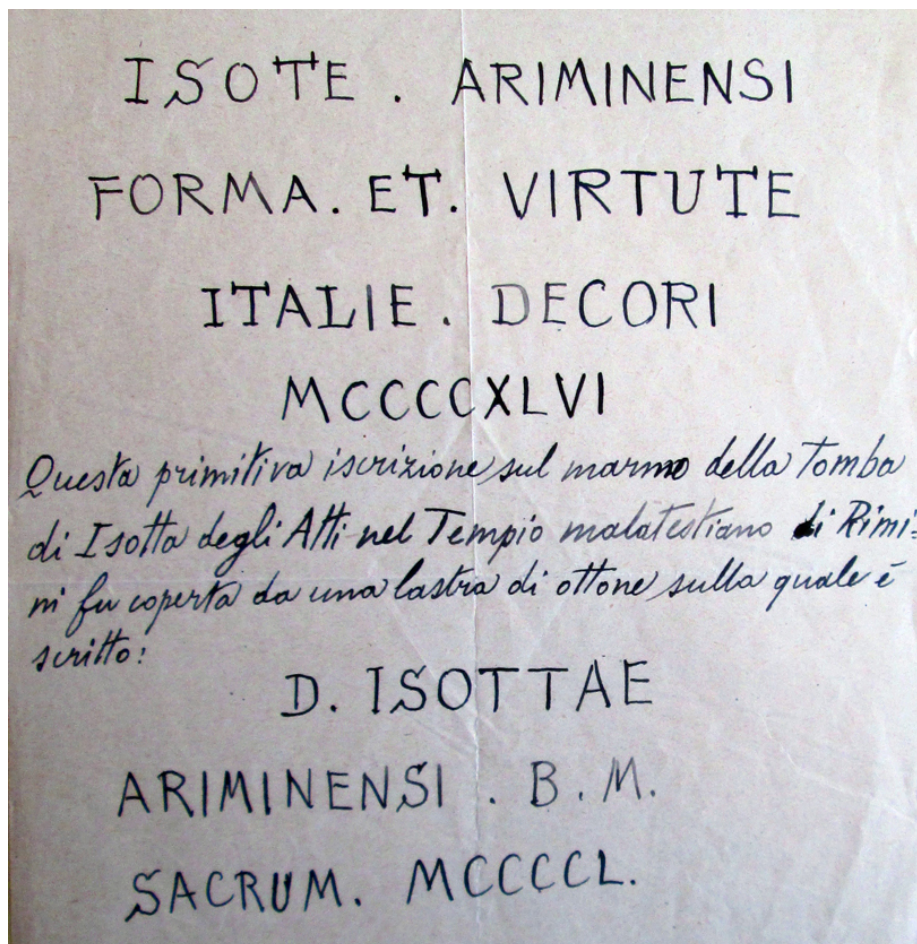 ISOTE . ARIMINENSI
FORMA . ET . VIRTUTE
ITALIE . DECORI
MCCCCXLVI
Questa primitiva iscrizione sul marmo della Tomba
di Isotta degli Atti nel Tempio malatestiano di Rimi=
ni fu coperta da una lastra di ottone sulla quale è
scritto:
D. ISOTTAE
ARIMINENSI . B . M.
SACRUM. MCCCCL.